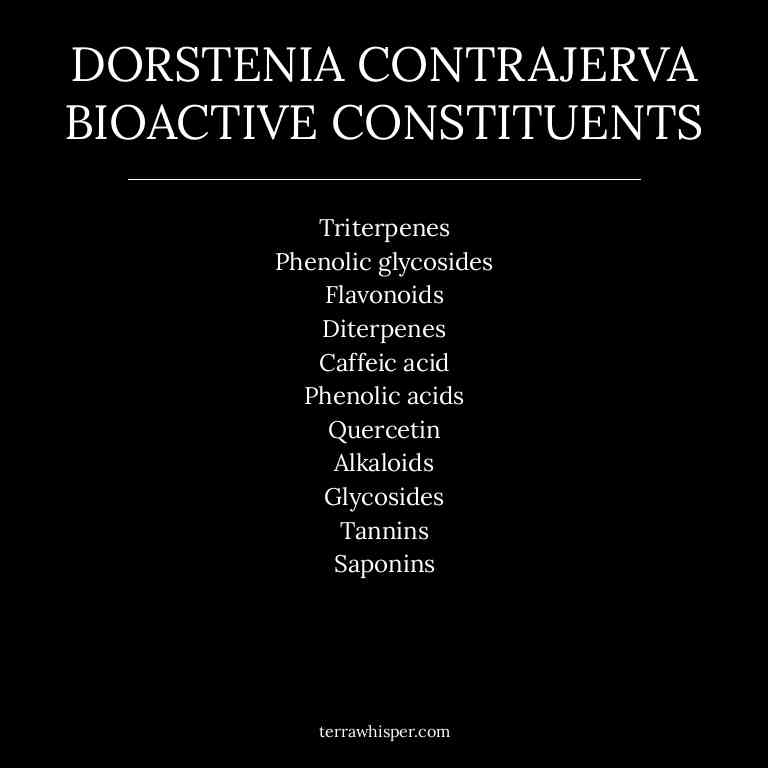 DORSTENIA CONTRAJERVA
BIOACTIVE CONSTITUENTS
Triterpenes
Phenolic glycosides
Flavonoids
Diterpenes
Caffeic acid
Phenolic acids
Quercetin
Alkaloids
Glycosides
Tannins
Saponins
terrawhisper.com